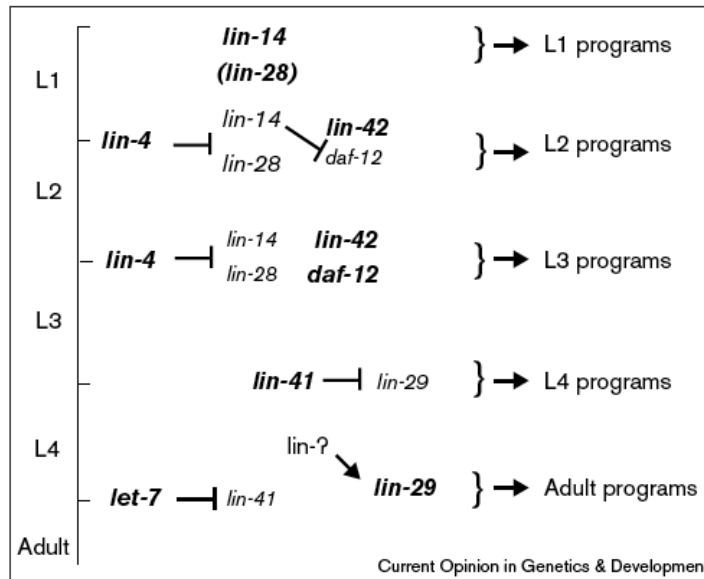 lin-14
(lin-28)
L1 programs
L1
lin-4
lin-14
lin-28
lin-42
daf-12
L2 programs
L2
lin-4
lin-14
lin-28
lin-42
daf-12
L3 programs
L3
lin-41
lin-29
L4 programs
L4
lin-?
let-7
lin-41
lin-29
Adult programs
Adult
Current Opinion in Genetics & Developmen